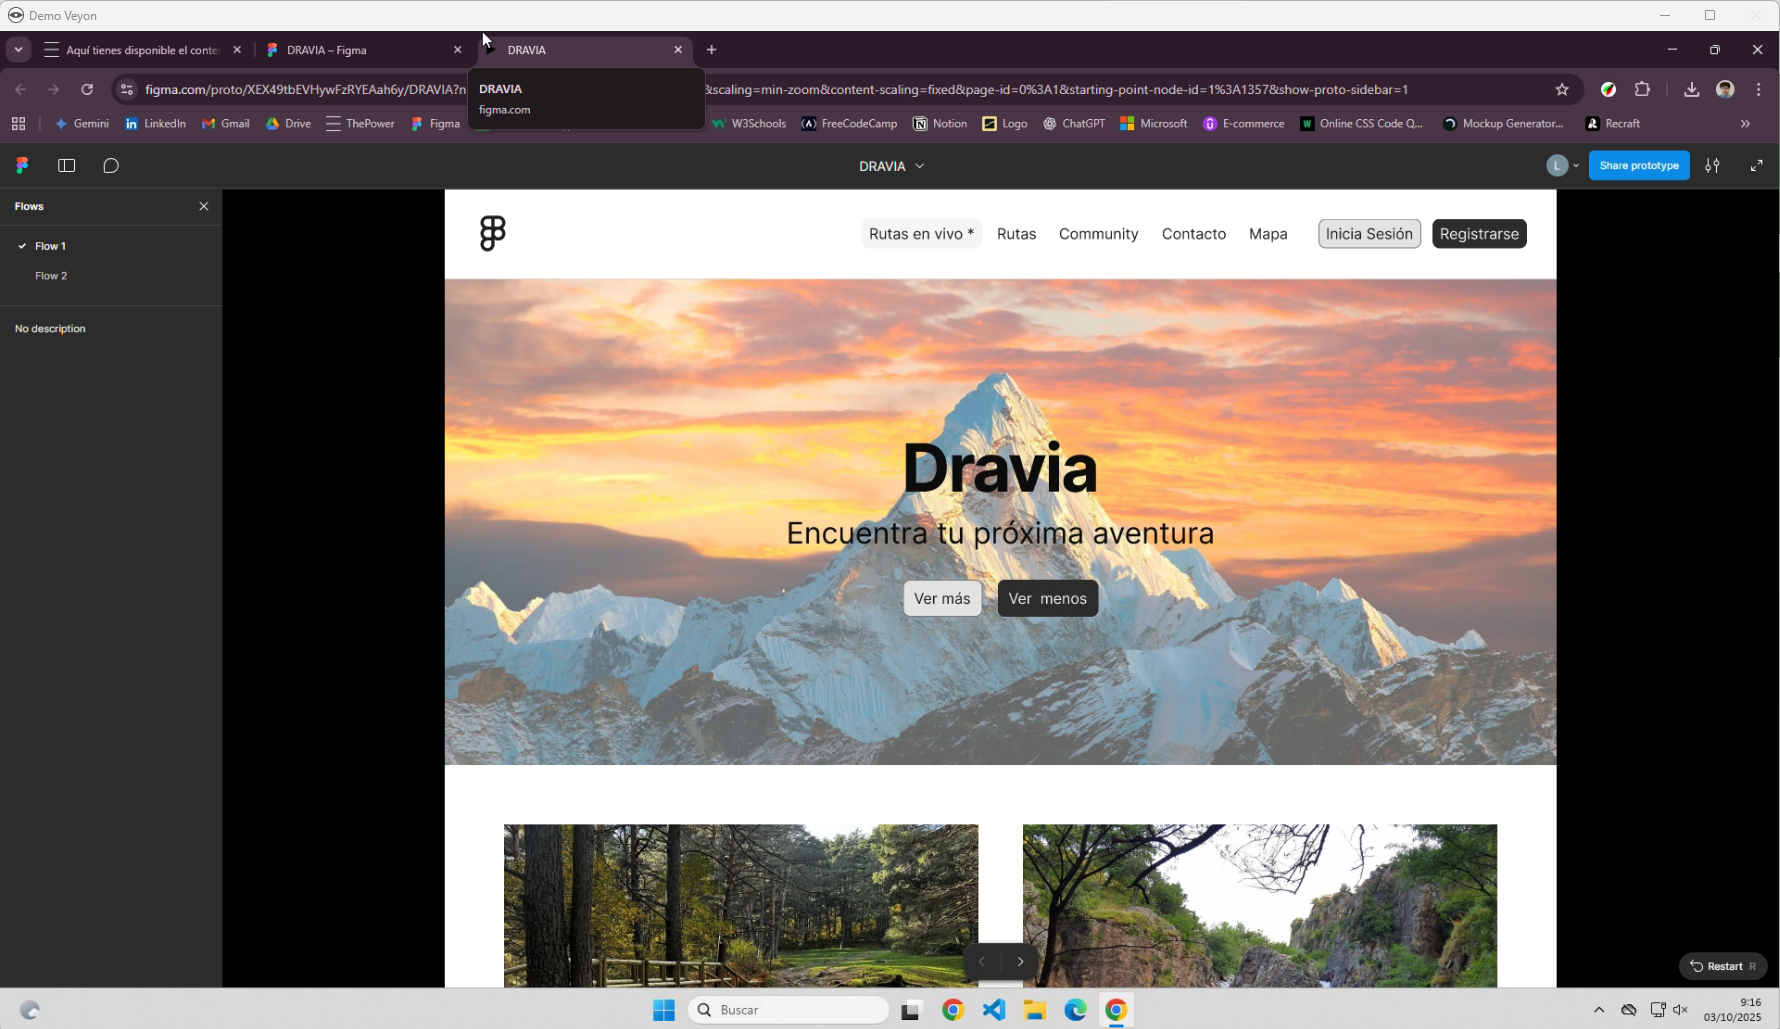 Demo Veyon
Aquí tienes disponible el conte
DRAVIA – Figma
DRAVIA
figma.com/proto/XEX49tbEVHywFzRYEAah6y/DRAVIA?n
&scaling=min-zoom&content-scaling=fixed&page-id=0%3A1&starting-point-node-id=1%3A1357&show-proto-sidebar=1
DRAVIA
figma.com
Gemini
LinkedIn
Gmail
Drive
ThePower
Figma
W3Schools
FreeCodeCamp
Notion
Logo
ChatGPT
Microsoft
E-commerce
Online CSS Code Q...
Mockup Generator...
Recraft
DRAVIA
L
Share prototype
Flows
Flow 1
Flow 2
No description
Rutas en vivo *
Rutas
Community
Contacto
Mapa
Inicia Sesión
Registrarse
Dravia
Encuentra tu próxima aventura
Ver más
Ver menos
Restart R
Buscar
9:16
03/10/2025